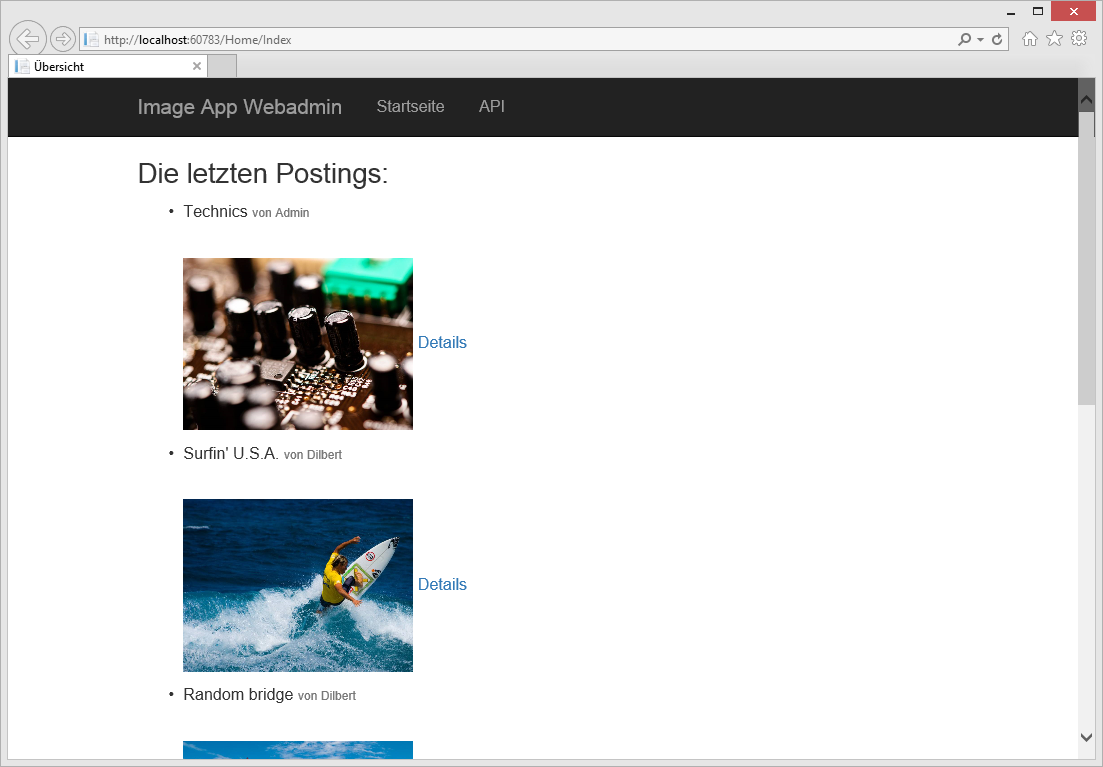 http://localhost:60783/Home/Index
Übersicht
Image App Webadmin Startseite API
Die letzten Postings:
• Technics von Admin
Details
• Surfin' U.S.A. von Dilbert
Details
• Random bridge von Dilbert